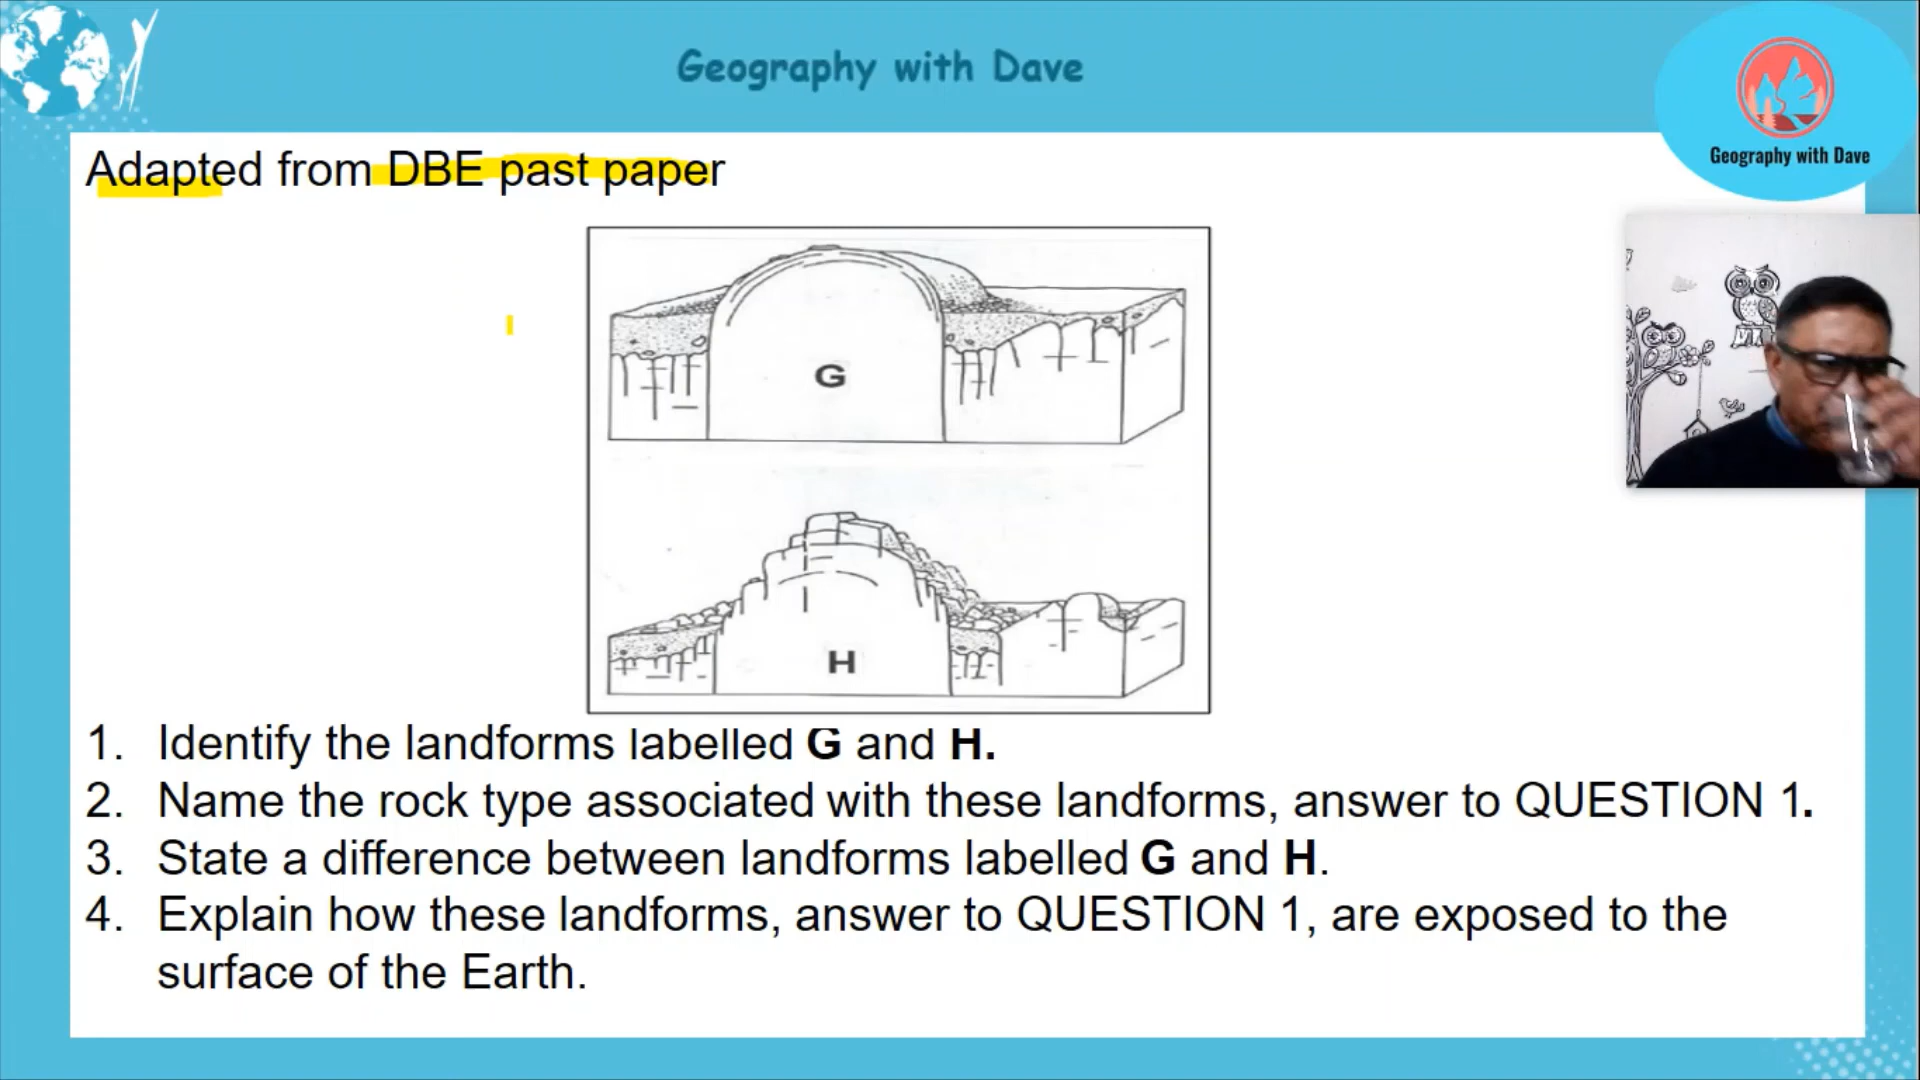 Geography with Dave
Geography with Dave
Adapted from DBE past paper
G
H
1. Identify the landforms labelled G and H.
2. Name the rock type associated with these landforms, answer to QUESTION 1.
3. State a difference between landforms labelled G and H.
4. Explain how these landforms, answer to QUESTION 1, are exposed to the
surface of the Earth.